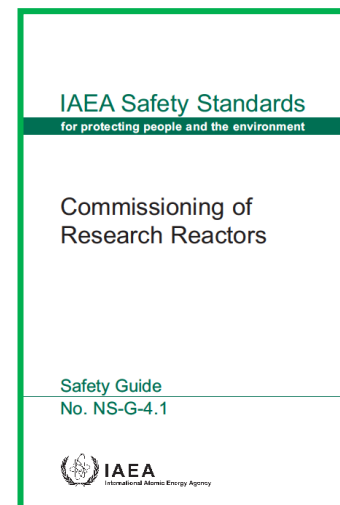 IAEA Safety Standards
for protecting people and the environment
Commissioning of
Research Reactors
Safety Guide
No. NS-G-4.1
IAEA
International Atomic Energy Agency